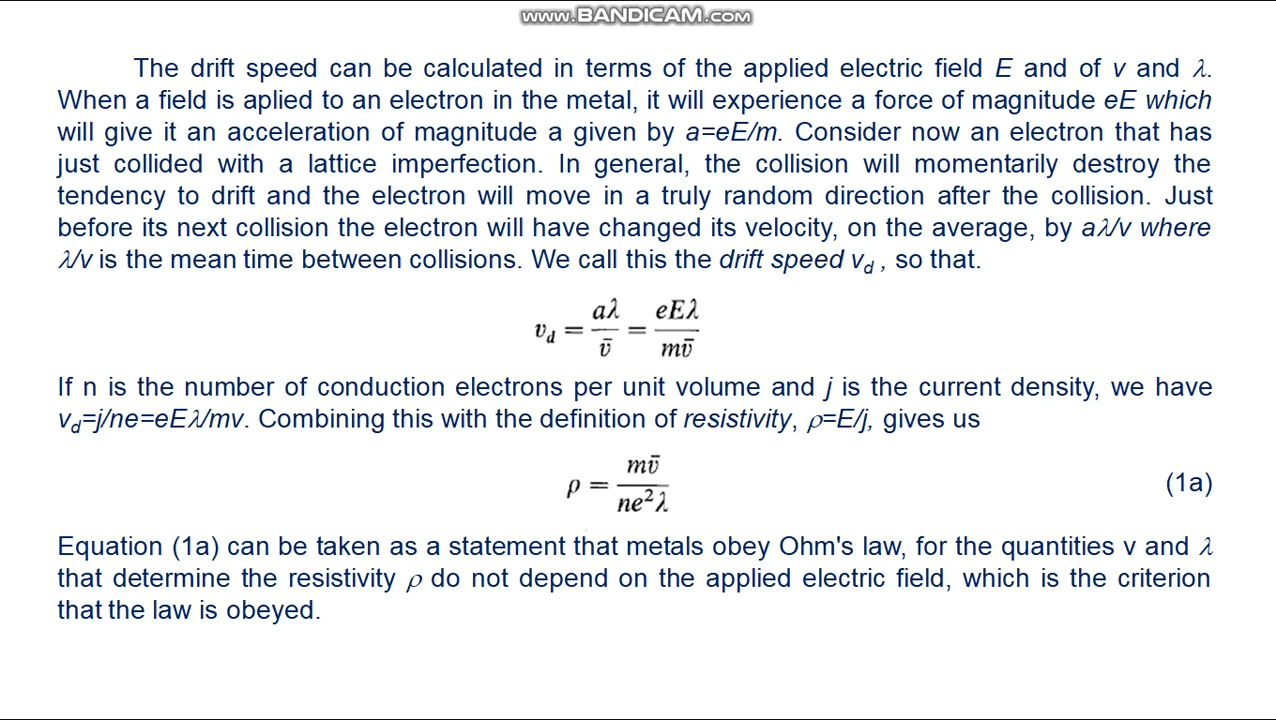 www.BANDICAM.com
The drift speed can be calculated in terms of the applied electric field E and of v and λ.
When a field is aplied to an electron in the metal, it will experience a force of magnitude eE which
will give it an acceleration of magnitude a given by a=eE/m. Consider now an electron that has
just collided with a lattice imperfection. In general, the collision will momentarily destroy the
tendency to drift and the electron will move in a truly random direction after the collision. Just
before its next collision the electron will have changed its velocity, on the average, by aλ/v where
λ/v is the mean time between collisions. We call this the drift speed v_d , so that.
v_d = aλ/v̄ = eEλ/mv̄
If n is the number of conduction electrons per unit volume and j is the current density, we have
v_d=j/ne=eEλ/mv. Combining this with the definition of resistivity, ρ=E/j, gives us
ρ = mv̄/ne²λ (1a)
Equation (1a) can be taken as a statement that metals obey Ohm's law, for the quantities v and λ
that determine the resistivity ρ do not depend on the applied electric field, which is the criterion
that the law is obeyed.